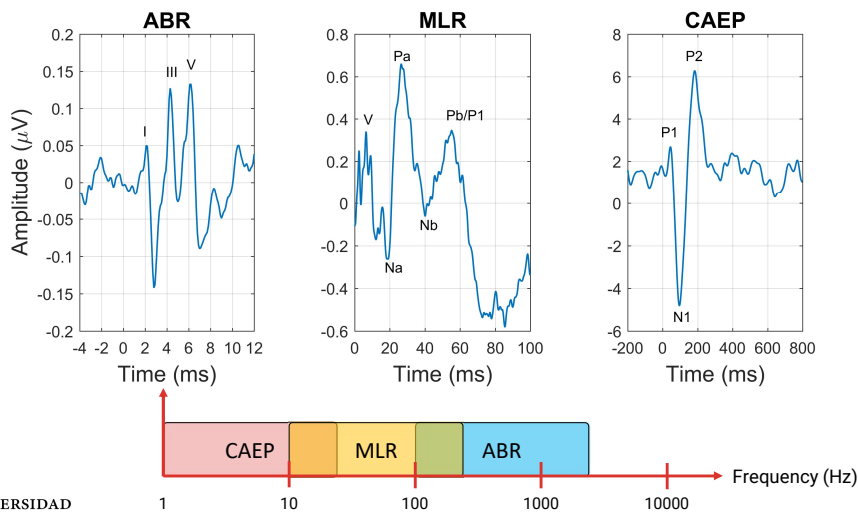 ABR
MLR
CAEP
Amplitude (μV)
0.2
0.15
0.1
0.05
0
-0.05
-0.1
-0.15
-0.2
I
III
V
-4 -2 0 2 4 6 8 10 12
Time (ms)
0.8
0.6
0.4
0.2
0
-0.2
-0.4
-0.6
V
Pa
Pb/P1
Nb
Na
0 20 40 60 80 100
Time (ms)
8
6
4
2
0
-2
-4
-6
P2
P1
N1
-200 0 200 400 600 800
Time (ms)
CAEP MLR ABR
Frequency (Hz)
ERSIDAD
1 10 100 1000 10000